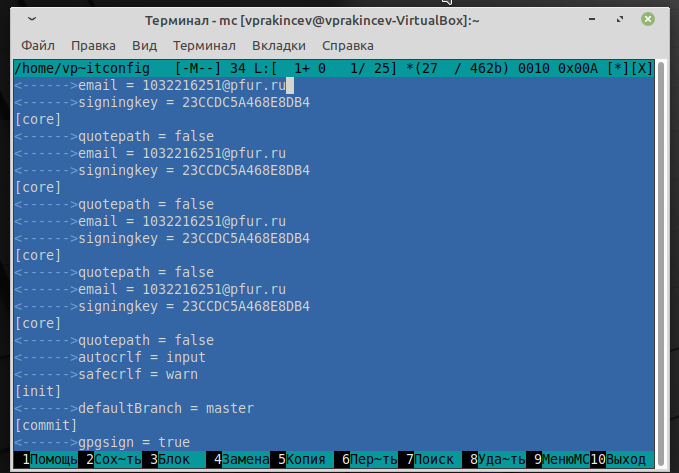 Терминал - mc [vprakincev@vprakincev-VirtualBox]:~
Файл Правка Вид Терминал Вкладки Справка
/home/vp~itconfig [-M--] 34 L:[ 1+ 0 1/ 25] *(27 / 462b) 0010 0x00A [*][X]
<------>email = 1032216251@pfur.ru
<------>signingkey = 23CCDC5A468E8DB4
[core]
<------>quotepath = false
<------>email = 1032216251@pfur.ru
<------>signingkey = 23CCDC5A468E8DB4
[core]
<------>quotepath = false
<------>email = 1032216251@pfur.ru
<------>signingkey = 23CCDC5A468E8DB4
[core]
<------>quotepath = false
<------>email = 1032216251@pfur.ru
<------>signingkey = 23CCDC5A468E8DB4
[core]
<------>quotepath = false
<------>autocrlf = input
<------>safecrlf = warn
[init]
<------>defaultBranch = master
[commit]
<------>gpgsign = true
1Помощь 2Сох~ть 3Блок 4Замена 5Копия 6Пер~ть 7Поиск 8Уда~ть 9МенюMC 10Выход